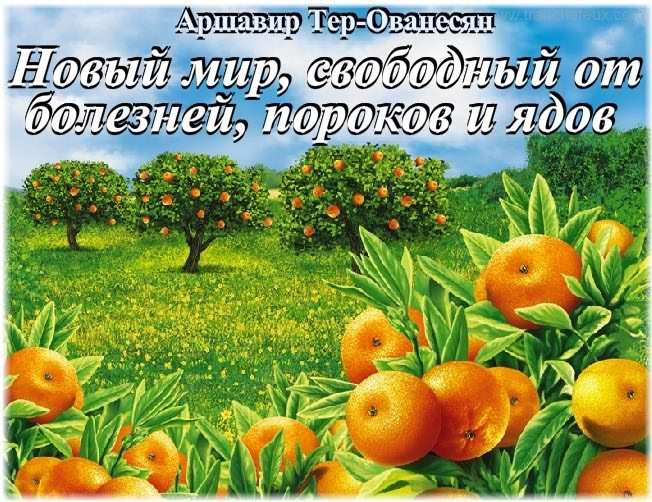 Аршавир Тер-Ованесян
Новый мир, свободный от
болезней, пороков и ядов